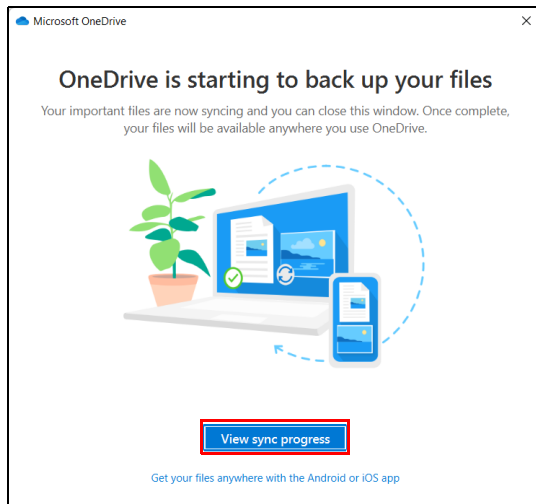 Microsoft OneDrive
OneDrive is starting to back up your files
Your important files are now syncing and you can close this window. Once complete,
your files will be available anywhere you use OneDrive.
View sync progress
Get your files anywhere with the Android or iOS app